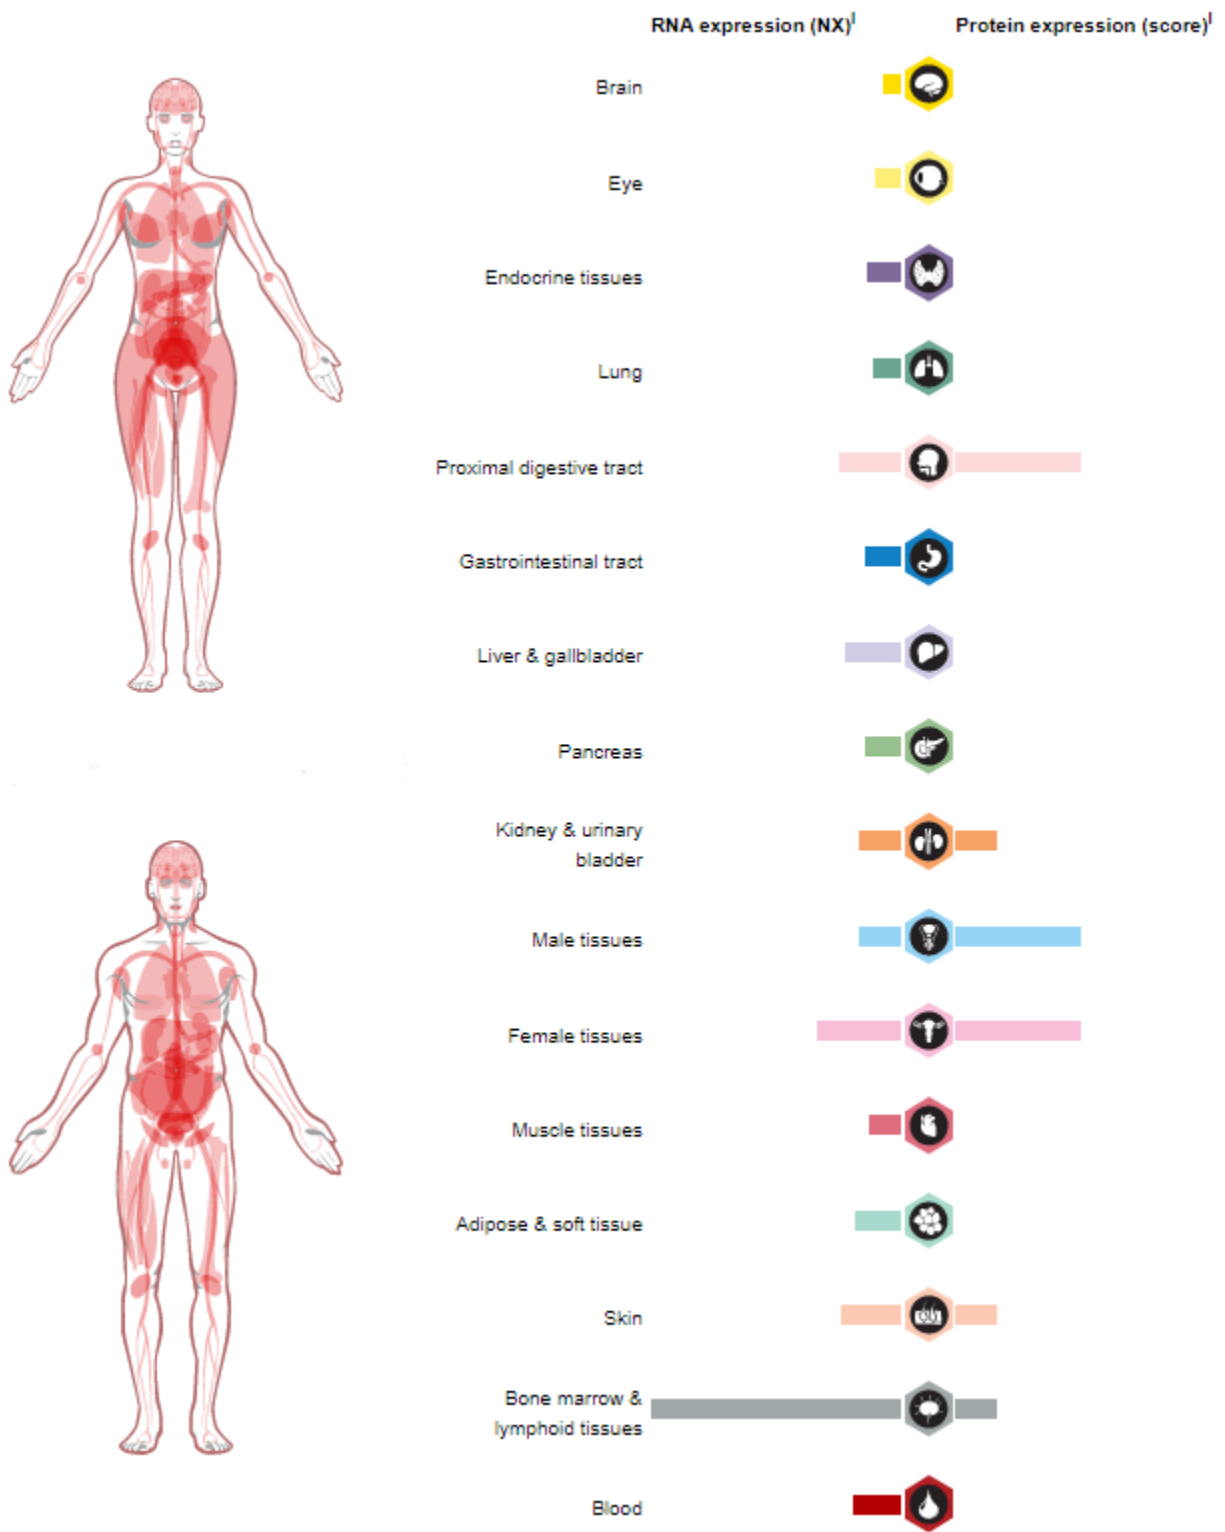 RNA expression (NX)ⁱ Protein expression (score)ⁱ
Brain
Eye
Endocrine tissues
Lung
Proximal digestive tract
Gastrointestinal tract
Liver & gallbladder
Pancreas
Kidney & urinary
bladder
Male tissues
Female tissues
Muscle tissues
Adipose & soft tissue
Skin
Bone marrow &
lymphoid tissues
Blood